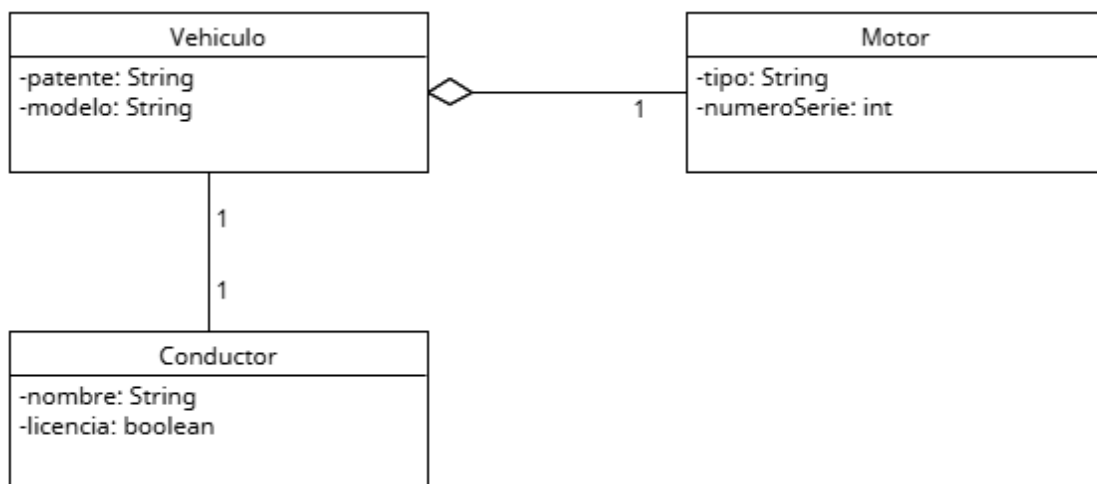 Vehiculo
-patente: String
-modelo: String
Motor
-tipo: String
-numeroSerie: int
1
1
1
Conductor
-nombre: String
-licencia: boolean